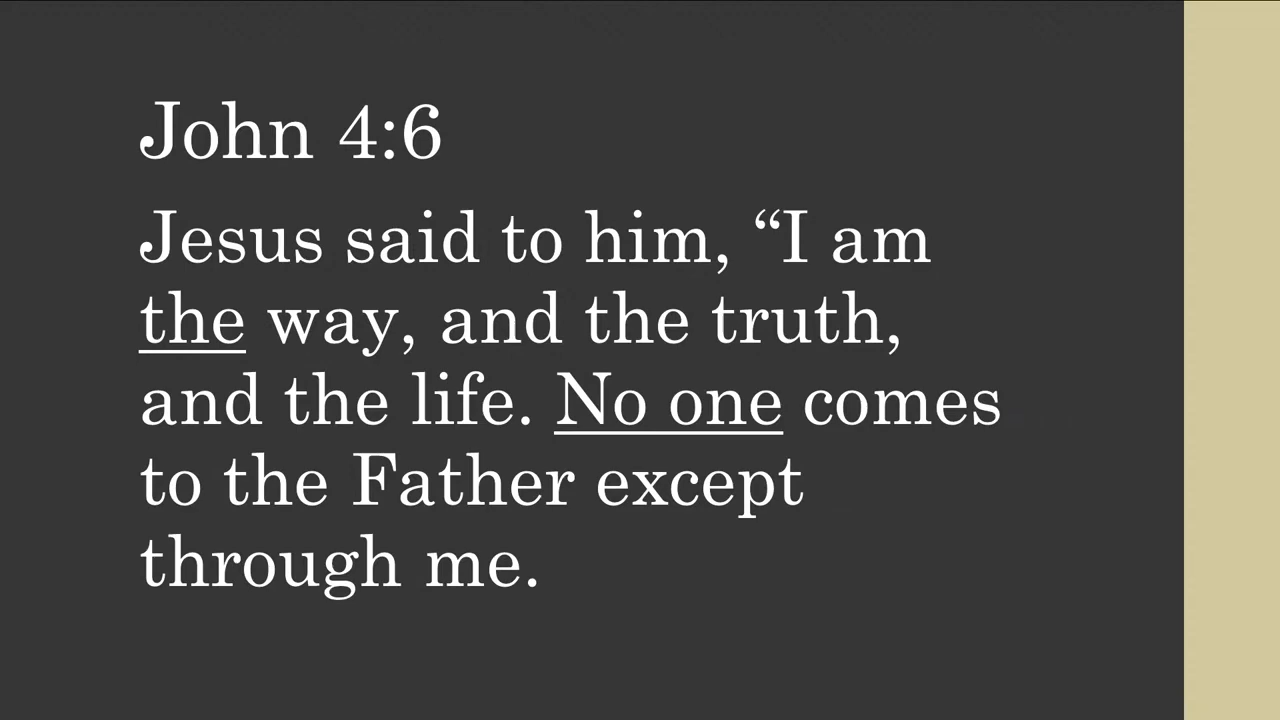 John 4:6
Jesus said to him, “I am
the way, and the truth,
and the life. No one comes
to the Father except
through me.